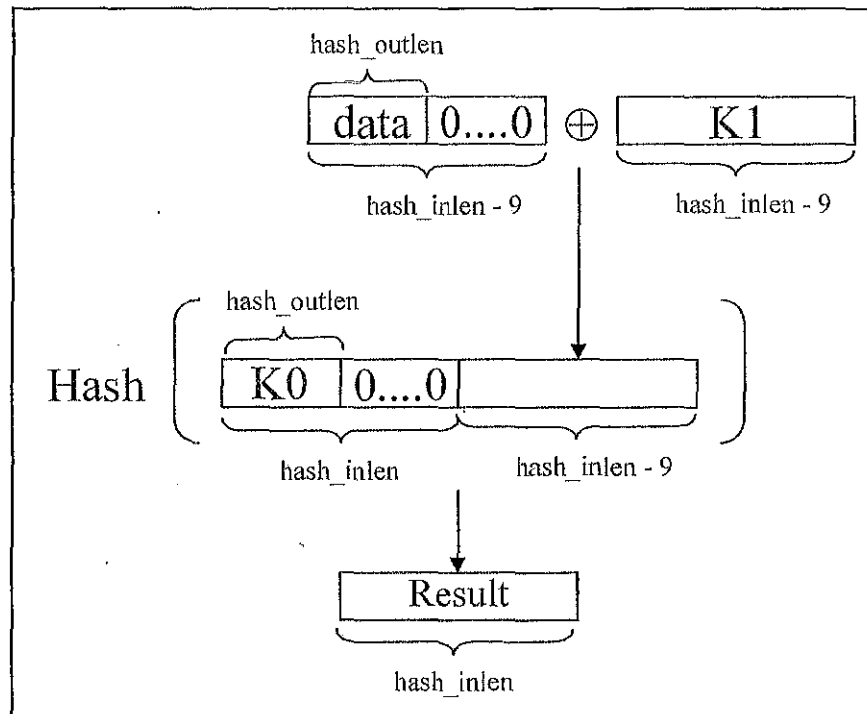 hash_outlen
data 0....0 ⊕ K1
hash_inlen - 9 hash_inlen - 9
hash_outlen
Hash ( K0 0....0 )
hash_inlen hash_inlen - 9
Result
hash_inlen